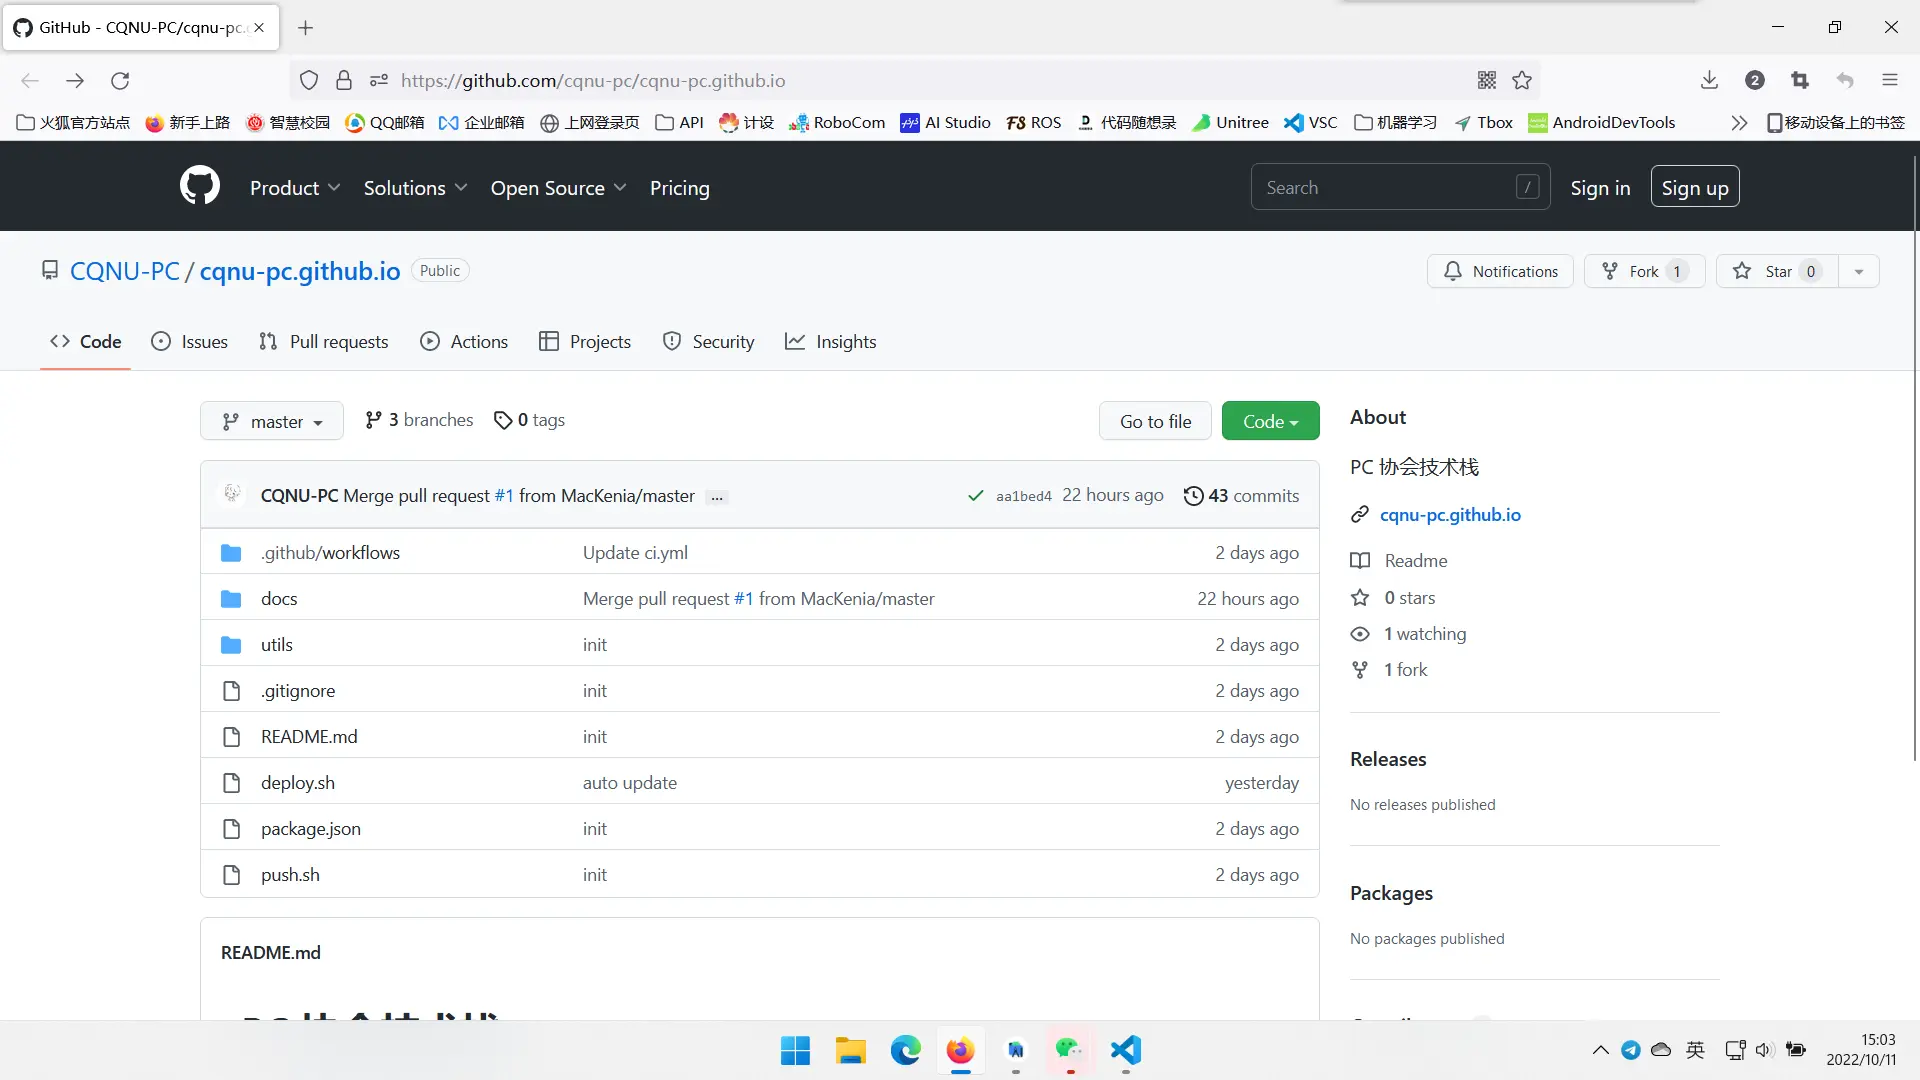 GitHub - CQNU-PC/cqnu-pc.
https://github.com/cqnu-pc/cqnu-pc.github.io
2
火狐官方站点 新手上路 智慧校园 QQ邮箱 企业邮箱 上网登录页 API 计设 RoboCom AI Studio ROS 代码随想录 Unitree VSC 机器学习 Tbox AndroidDevTools 移动设备上的书签
Product Solutions Open Source Pricing Search / Sign in Sign up
CQNU-PC / cqnu-pc.github.io Public Notifications Fork 1 Star 0
Code Issues Pull requests Actions Projects Security Insights
master 3 branches 0 tags Go to file Code
CQNU-PC Merge pull request #1 from MacKenia/master ... aa1bed4 22 hours ago 43 commits
.github/workflows Update ci.yml 2 days ago
docs Merge pull request #1 from MacKenia/master 22 hours ago
utils init 2 days ago
.gitignore init 2 days ago
README.md init 2 days ago
deploy.sh auto update yesterday
package.json init 2 days ago
push.sh init 2 days ago
README.md
About
PC 协会技术栈
cqnu-pc.github.io
Readme
0 stars
1 watching
1 fork
Releases
No releases published
Packages
No packages published
英
15:03
2022/10/11